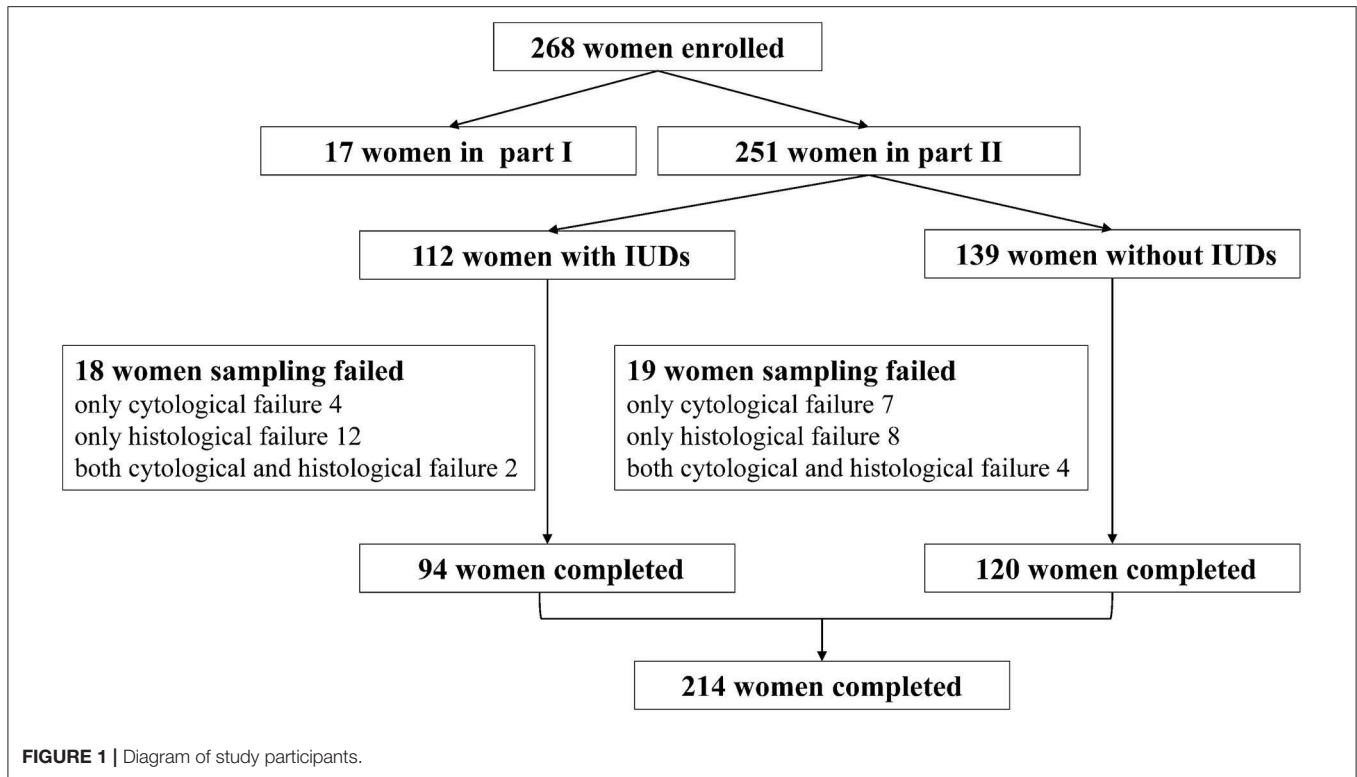 268 women enrolled
17 women in part I
251 women in part II
112 women with IUDs
139 women without IUDs
18 women sampling failed
only cytological failure 4
only histological failure 12
both cytological and histological failure 2
19 women sampling failed
only cytological failure 7
only histological failure 8
both cytological and histological failure 4
94 women completed
120 women completed
214 women completed
FIGURE 1 | Diagram of study participants.